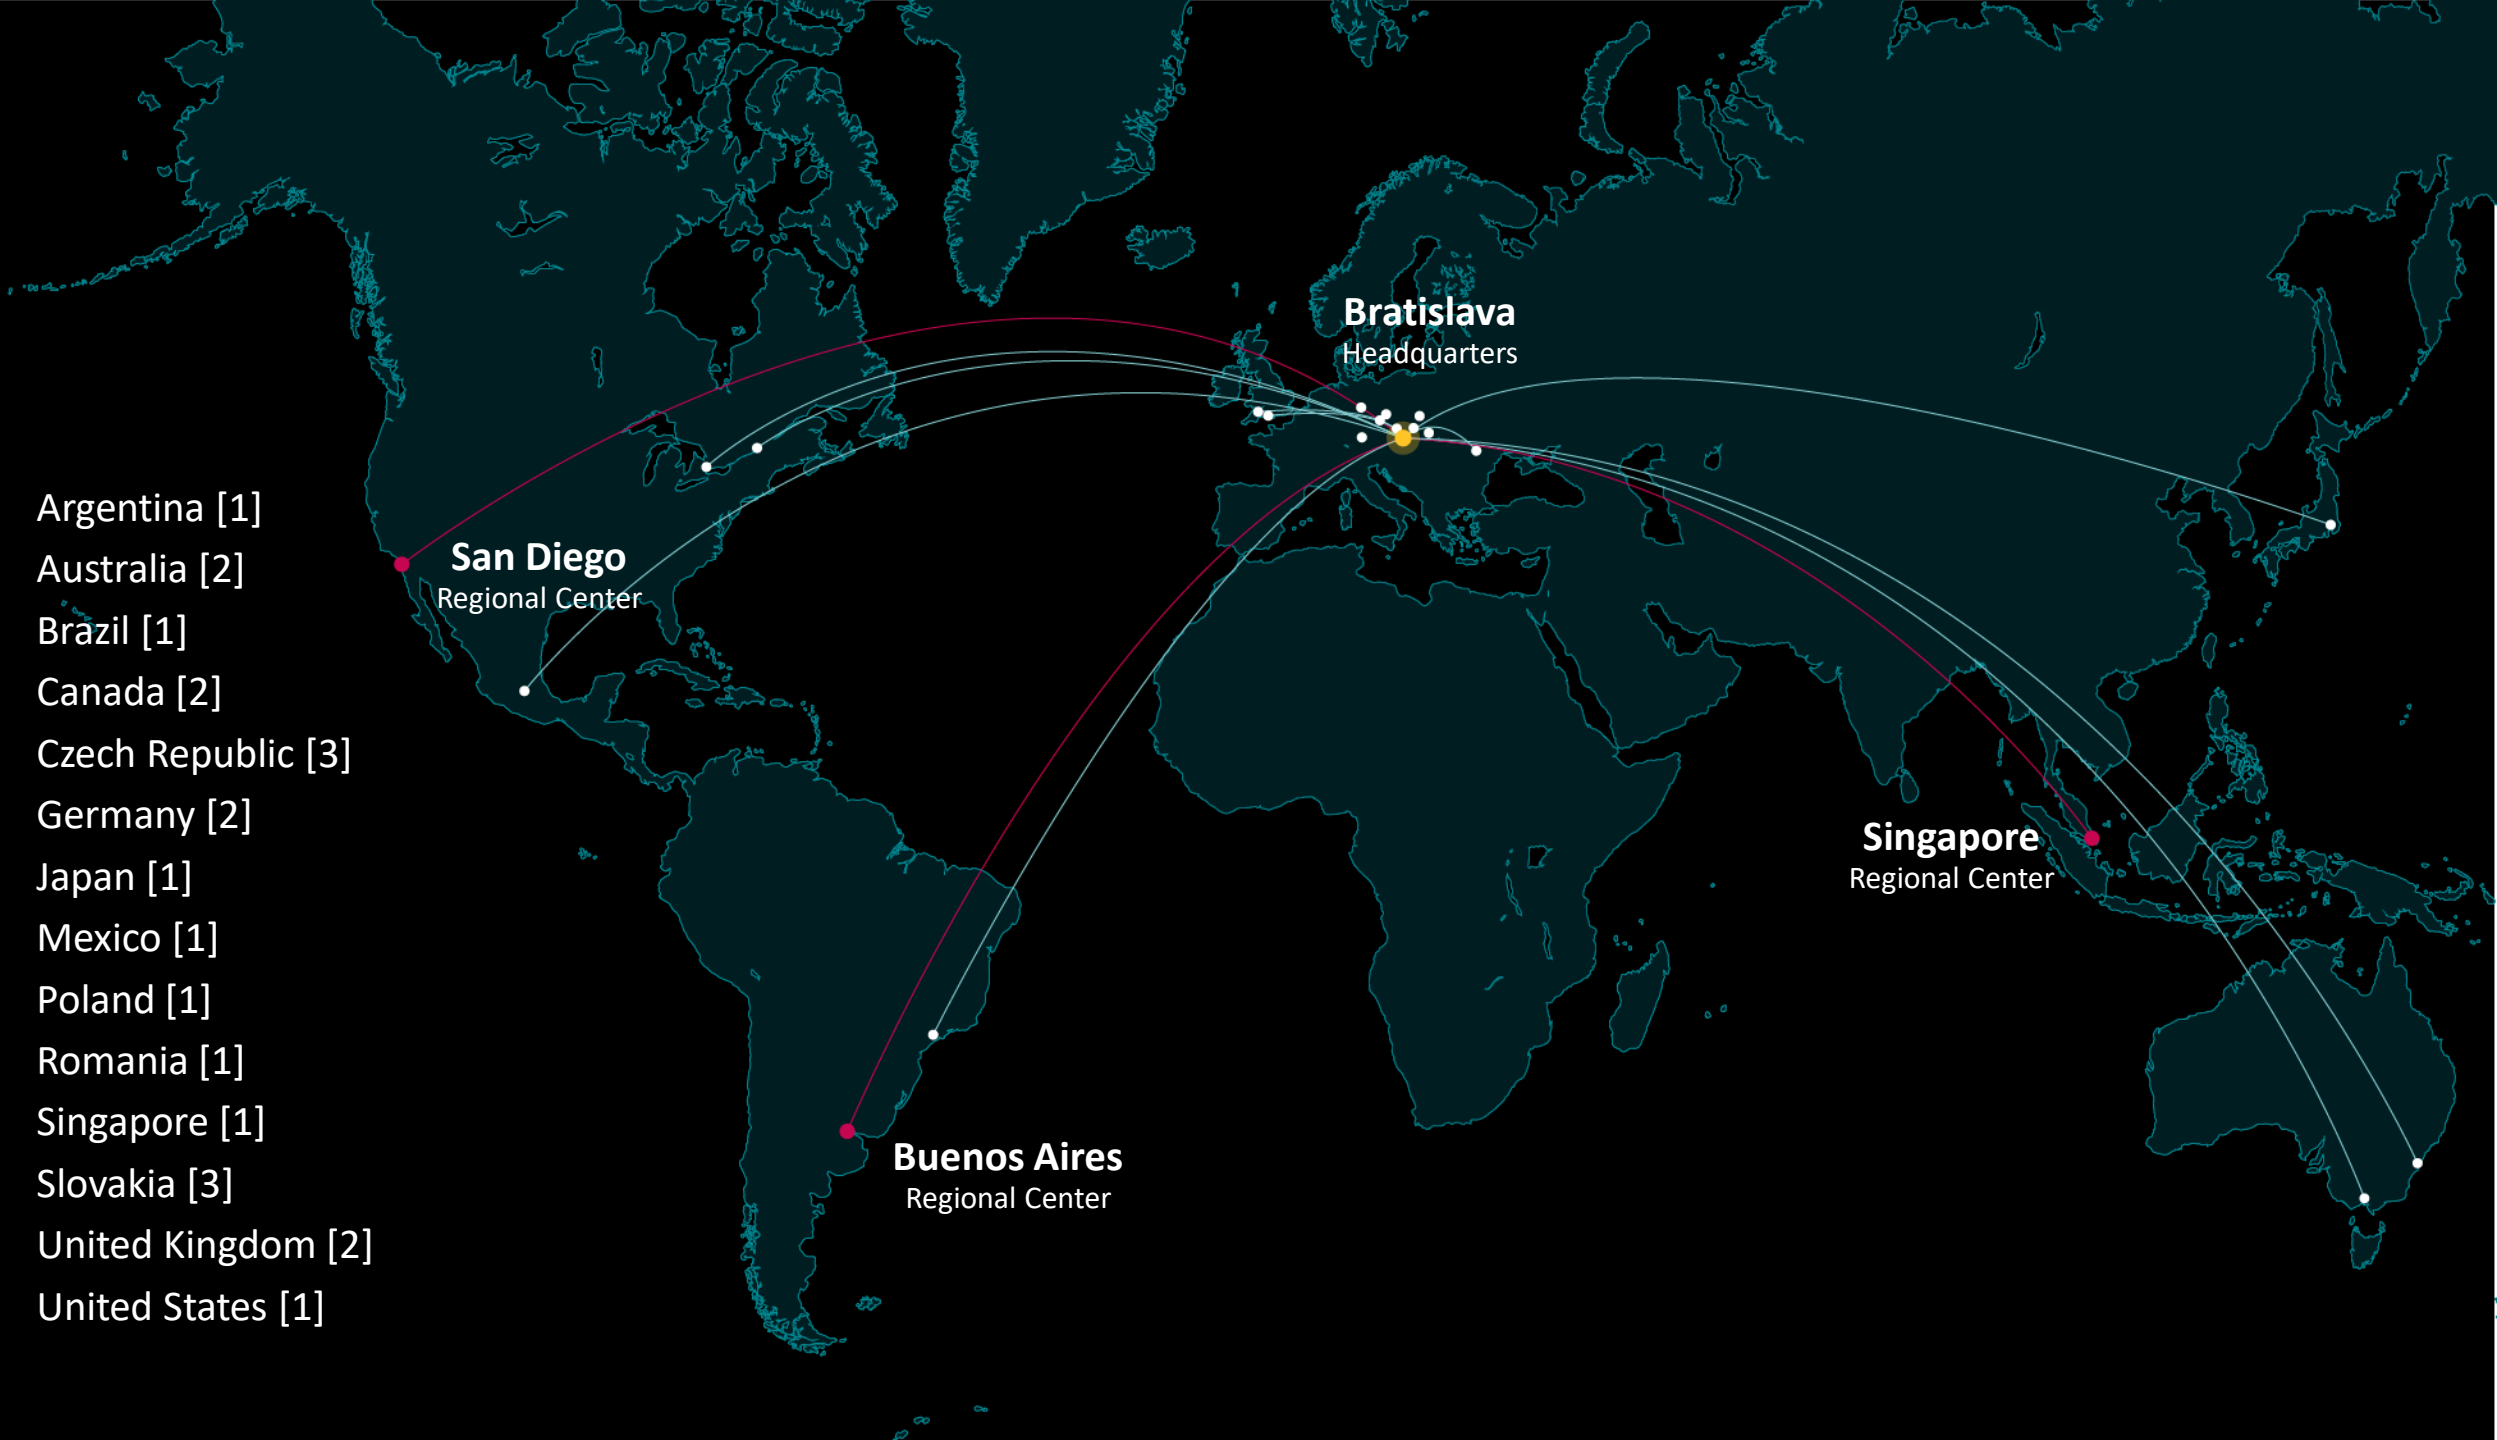 Bratislava
Headquarters
San Diego
Regional Center
Singapore
Regional Center
Buenos Aires
Regional Center
Argentina [1]
Australia [2]
Brazil [1]
Canada [2]
Czech Republic [3]
Germany [2]
Japan [1]
Mexico [1]
Poland [1]
Romania [1]
Singapore [1]
Slovakia [3]
United Kingdom [2]
United States [1]